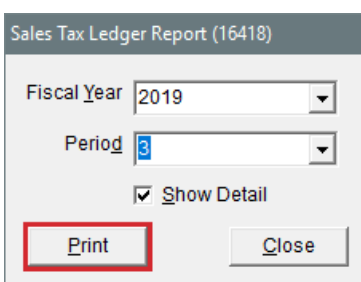 Sales Tax Ledger Report (16418)
Fiscal Year 2019
Period 3
Show Detail
Print Close